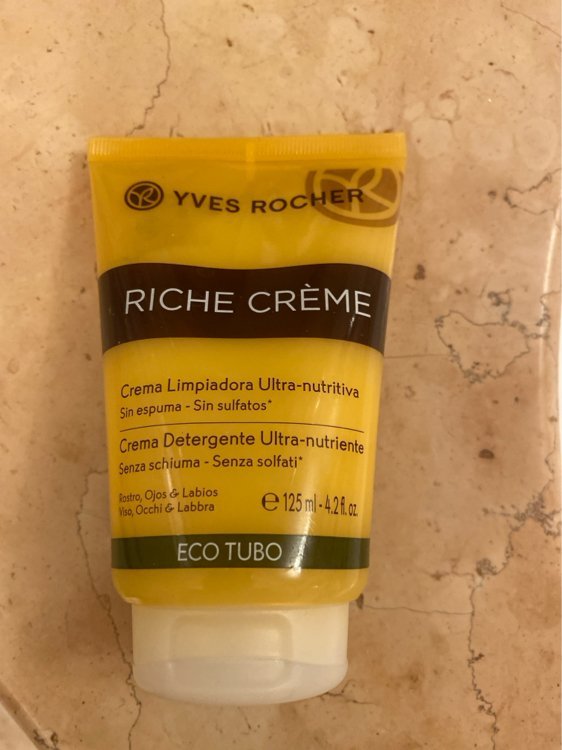 YVES ROCHER
RICHE CRÈME
Crema Limpiadora Ultra-nutritiva
Sin espuma - Sin sulfatos*
Crema Detergente Ultra-nutriente
Senza schiuma - Senza solfati*
Rostro, Ojos & Labios
Viso, Occhi & Labbra
℮ 125 ml - 4.2 fl. oz.
ECO TUBO